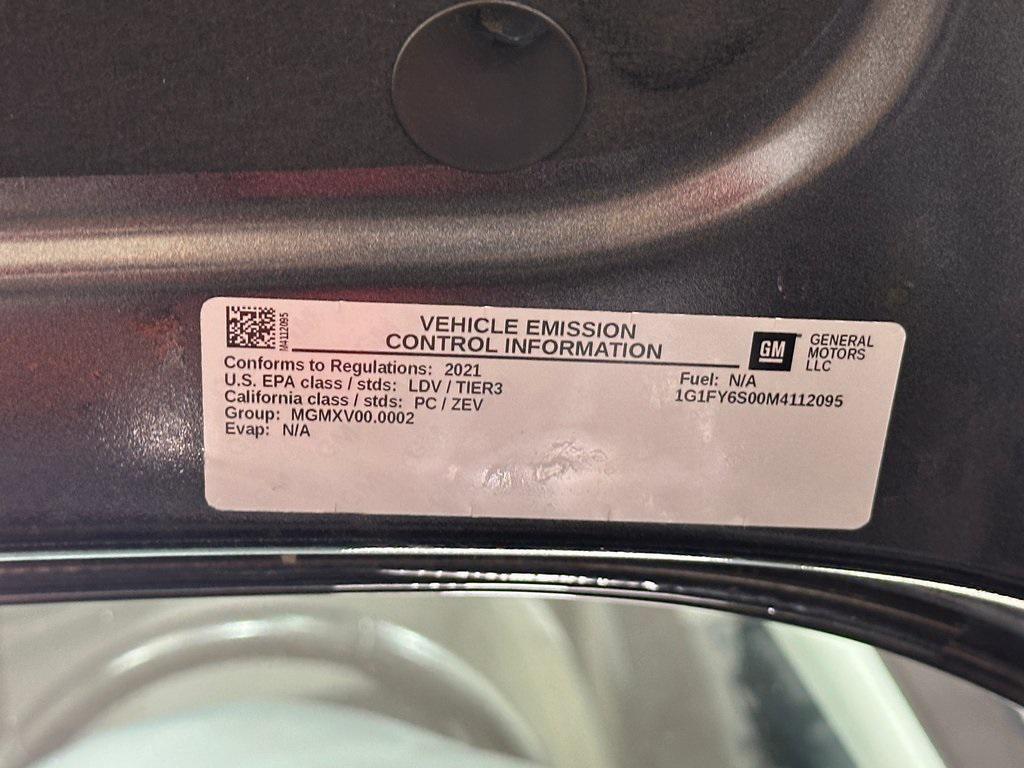 M4112095
VEHICLE EMISSION
CONTROL INFORMATION
GM
GENERAL
MOTORS
LLC
Conforms to Regulations: 2021
U.S. EPA class / stds: LDV / TIER3
California class / stds: PC / ZEV
Group: MGMXV00.0002
Evap: N/A
Fuel: N/A
1G1FY6S00M4112095